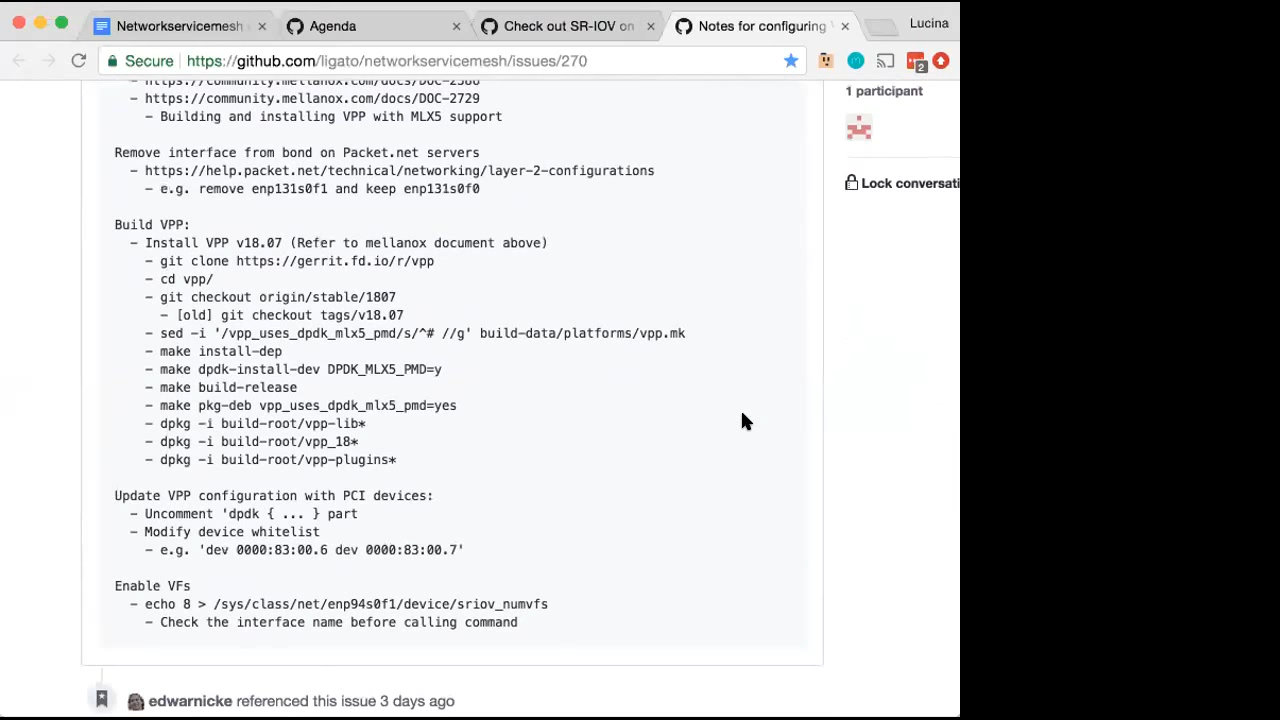 Networkservicemesh
Agenda
Check out SR-IOV on
Notes for configuring
Lucina
Secure
https://github.com/ligato/networkservicemesh/issues/270
2
- https://community.mellanox.com/docs/DOC-2386
- https://community.mellanox.com/docs/DOC-2729
- Building and installing VPP with MLX5 support
Remove interface from bond on Packet.net servers
- https://help.packet.net/technical/networking/layer-2-configurations
- e.g. remove enp131s0f1 and keep enp131s0f0
Build VPP:
- Install VPP v18.07 (Refer to mellanox document above)
- git clone https://gerrit.fd.io/r/vpp
- cd vpp/
- git checkout origin/stable/1807
- [old] git checkout tags/v18.07
- sed -i '/vpp_uses_dpdk_mlx5_pmd/s/^# //g' build-data/platforms/vpp.mk
- make install-dep
- make dpdk-install-dev DPDK_MLX5_PMD=y
- make build-release
- make pkg-deb vpp_uses_dpdk_mlx5_pmd=yes
- dpkg -i build-root/vpp-lib*
- dpkg -i build-root/vpp_18*
- dpkg -i build-root/vpp-plugins*
Update VPP configuration with PCI devices:
- Uncomment 'dpdk { ... } part
- Modify device whitelist
- e.g. 'dev 0000:83:00.6 dev 0000:83:00.7'
Enable VFs
- echo 8 > /sys/class/net/enp94s0f1/device/sriov_numvfs
- Check the interface name before calling command
edwarnicke referenced this issue 3 days ago
1 participant
Lock conversati